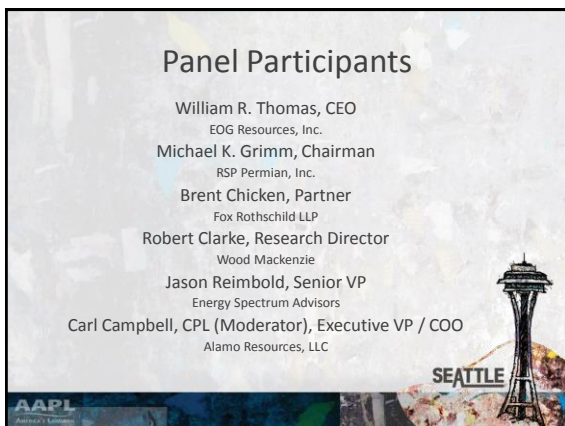 Panel Participants
William R. Thomas, CEO
EOG Resources, Inc.
Michael K. Grimm, Chairman
RSP Permian, Inc.
Brent Chicken, Partner
Fox Rothschild LLP
Robert Clarke, Research Director
Wood Mackenzie
Jason Reimbold, Senior VP
Energy Spectrum Advisors
Carl Campbell, CPL (Moderator), Executive VP / COO
Alamo Resources, LLC
SEATTLE
AAPL
America's Landmen